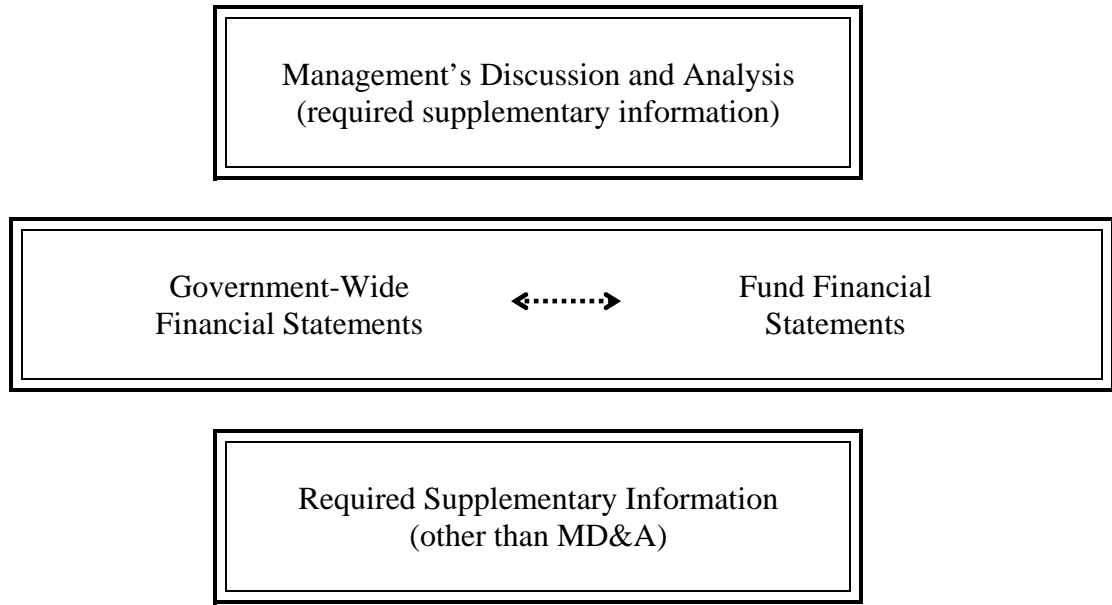 Management’s Discussion and Analysis
(required supplementary information)
Government-Wide
Financial Statements
Fund Financial
Statements
Required Supplementary Information
(other than MD&A)